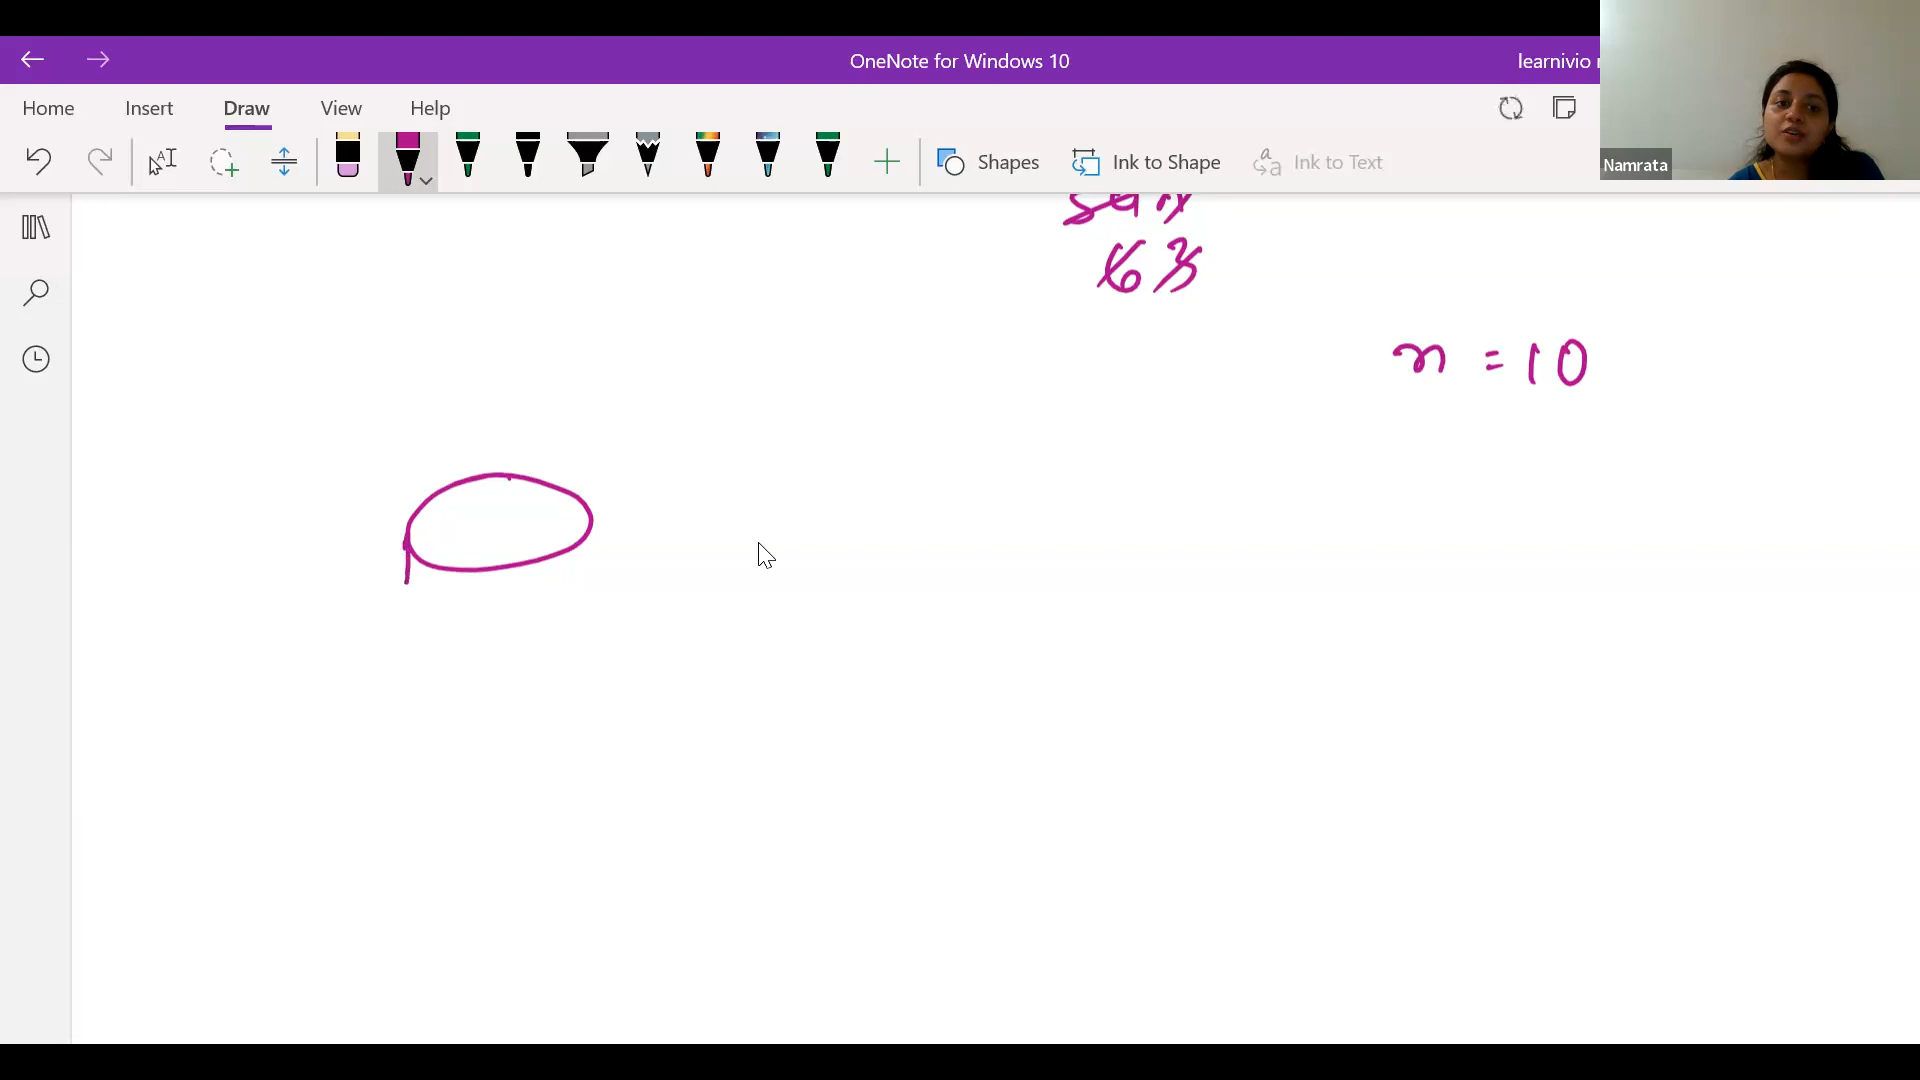 OneNote for Windows 10
learnivio
Home Insert Draw View Help
Shapes Ink to Shape Ink to Text
Namrata
63
n = 10